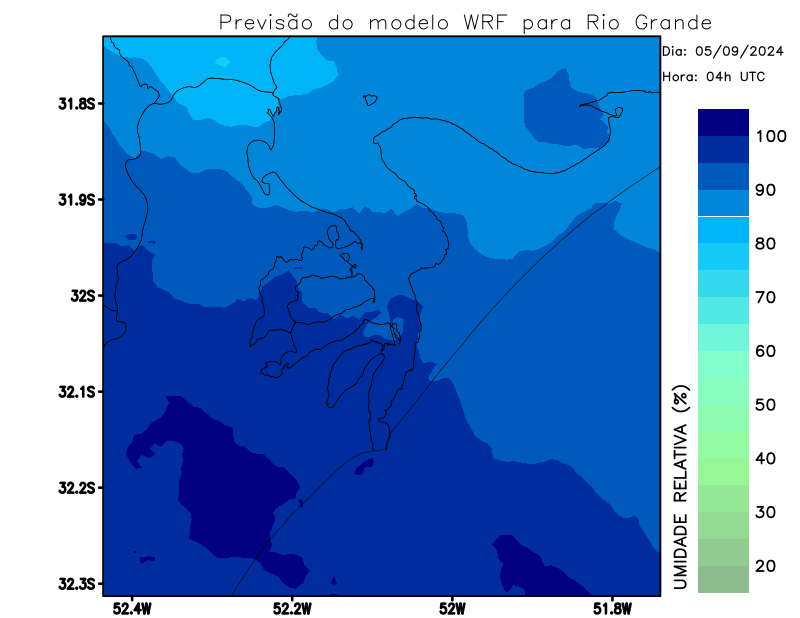 Previsão do modelo WRF para Rio Grande
Dia: 05/09/2024
Hora: 04h UTC
31.8S
31.9S
32S
32.1S
32.2S
32.3S
52.4W
52.2W
52W
51.8W
100
90
80
70
60
50
40
30
20
UMIDADE RELATIVA (%)